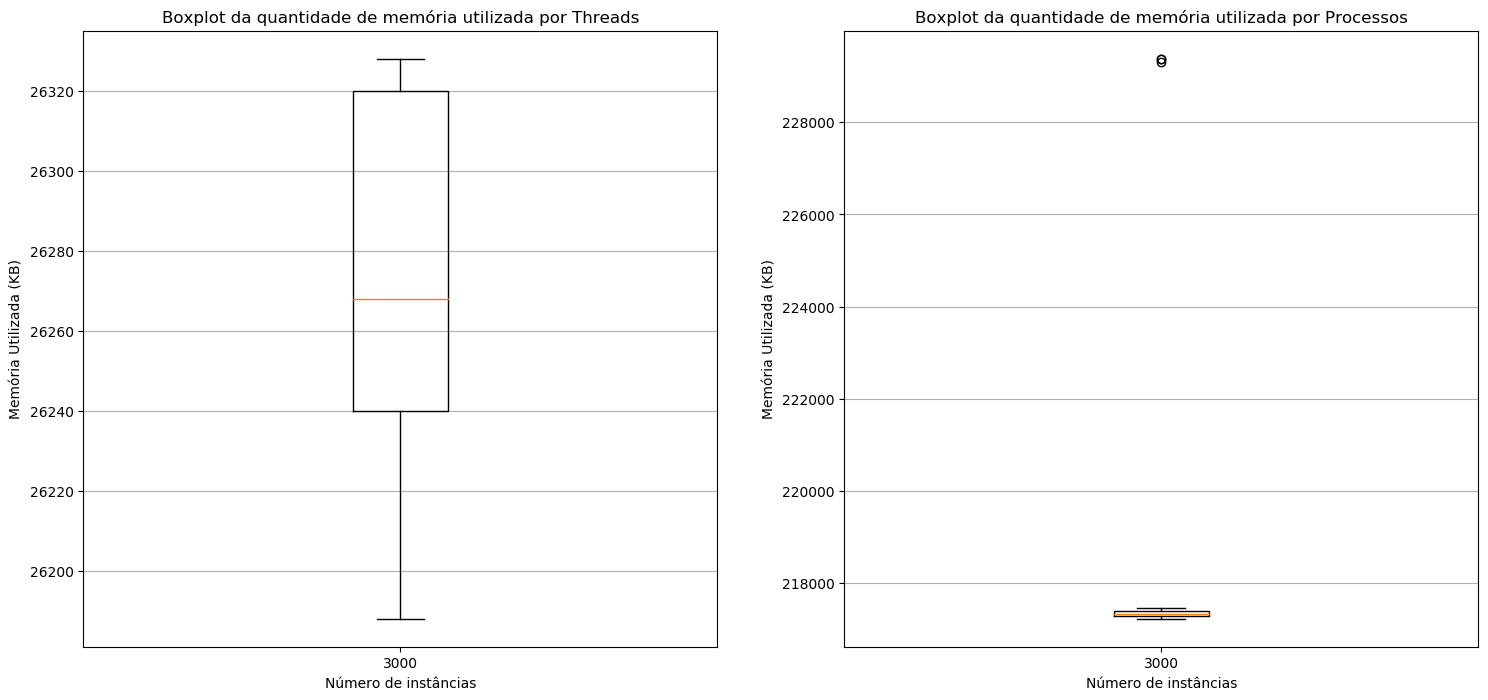 Boxplot da quantidade de memória utilizada por Threads
Memória Utilizada (KB)
26320
26300
26280
26260
26240
26220
26200
3000
Número de instâncias
Boxplot da quantidade de memória utilizada por Processos
Memória Utilizada (KB)
228000
226000
224000
222000
220000
218000
3000
Número de instâncias